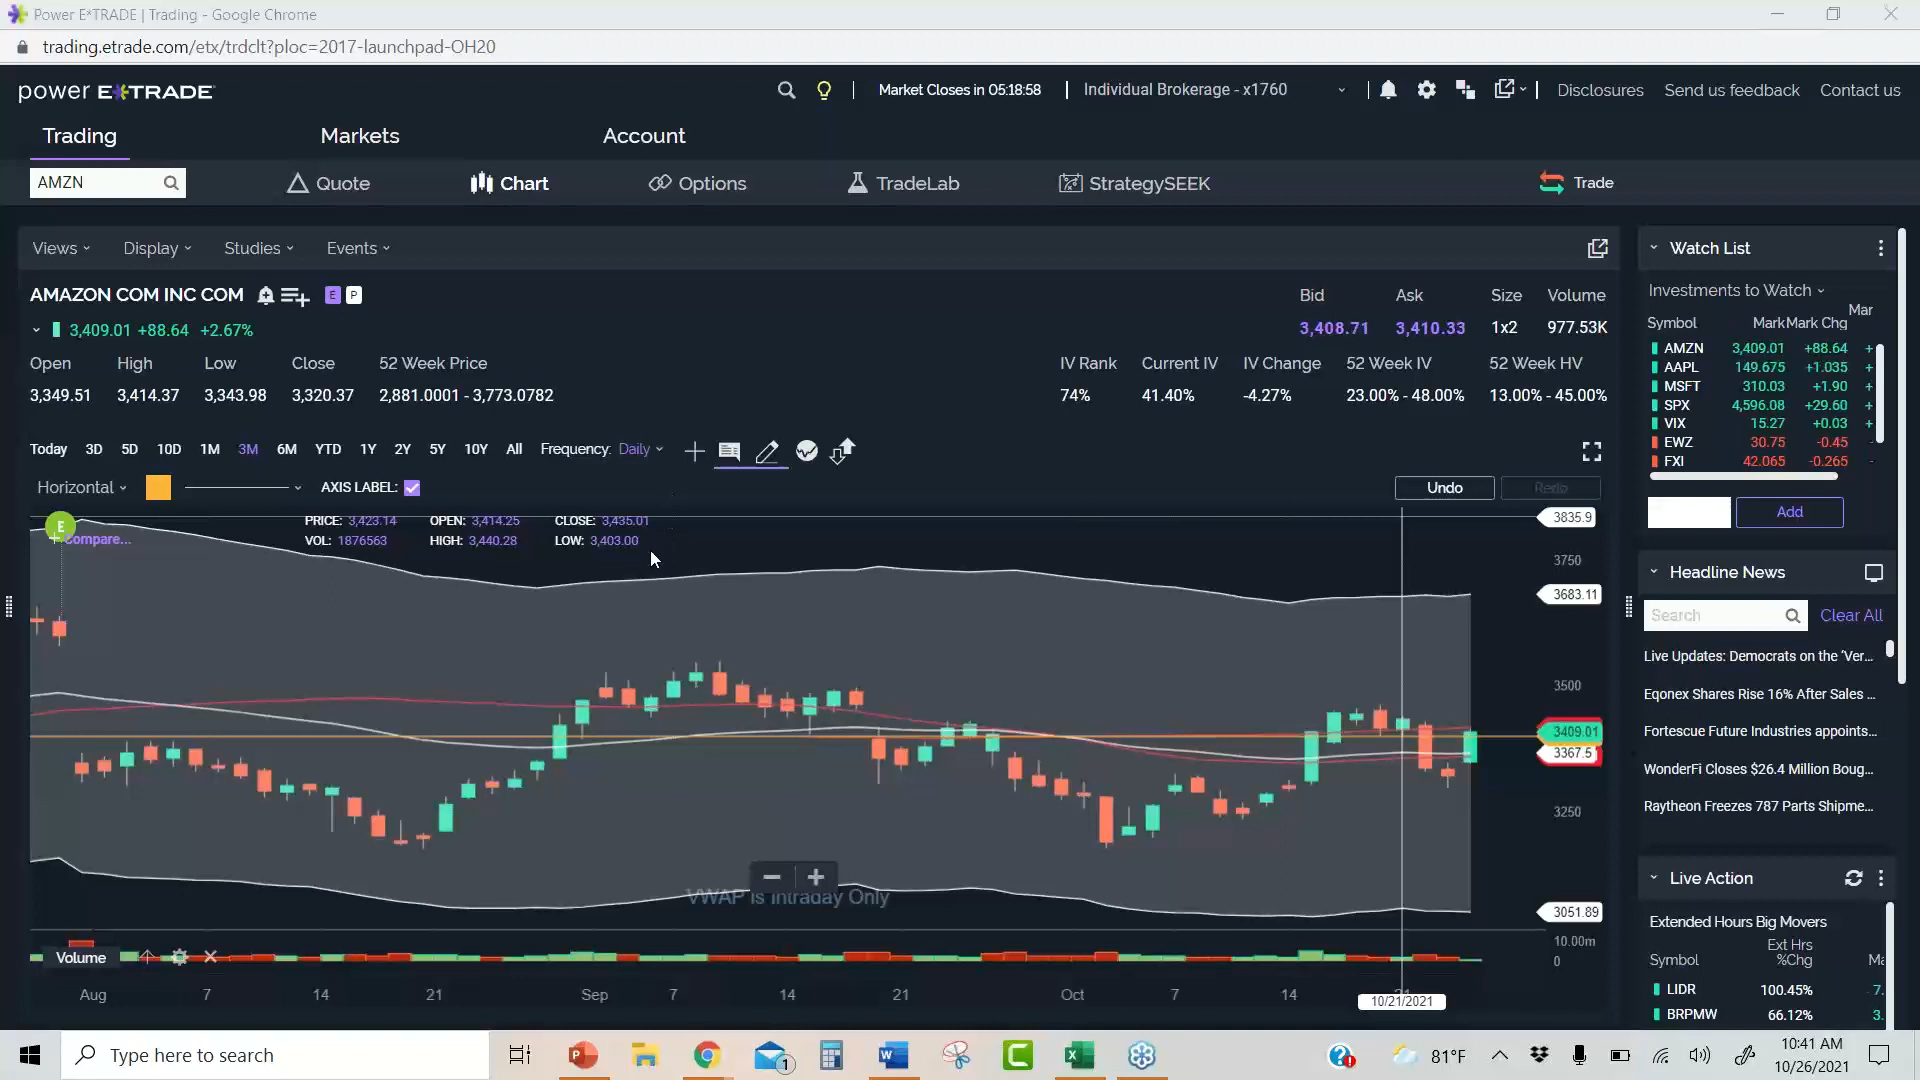 Power E*TRADE | Trading - Google Chrome
trading.etrade.com/etx/trdclt?ploc=2017-launchpad-OH20
power E*TRADE
Market Closes in 05:18:58
Individual Brokerage - x1760
Disclosures Send us feedback Contact us
Trading Markets Account
AMZN
Quote Chart Options TradeLab StrategySEEK Trade
Views Display Studies Events
AMAZON COM INC COM E P
Bid Ask Size Volume
3,409.01 +88.64 +2.67%
3,408.71 3,410.33 1x2 977.53K
Open High Low Close 52 Week Price
3,349.51 3,414.37 3,343.98 3,320.37 2,881.0001 - 3,773.0782
IV Rank Current IV IV Change 52 Week IV 52 Week HV
74% 41.40% -4.27% 23.00% - 48.00% 13.00% - 45.00%
Today 3D 5D 10D 1M 3M 6M YTD 1Y 2Y 5Y 10Y All Frequency: Daily
Horizontal AXIS LABEL:
Undo Redo
E
Compare...
PRICE: 3,423.14 OPEN: 3,414.25 CLOSE: 3,435.01
VOL: 1876563 HIGH: 3,440.28 LOW: 3,403.00
3835.9
3750
3683.11
3500
3409.01
3367.5
3250
VWAP is Intraday Only
3051.89
10.00m
0
Volume
Aug 7 14 21 Sep 7 14 21 Oct 7 14 21
10/21/2021
Watch List
Investments to Watch
Mar
Symbol Mark Mark Chg
AMZN 3,409.01 +88.64 +
AAPL 149.675 +1.035 +
MSFT 310.03 +1.90 +
SPX 4,596.08 +29.60 +
VIX 15.27 +0.03 +
EWZ 30.75 -0.45 -
FXI 42.065 -0.265 -
Add
Headline News
Search Clear All
Live Updates: Democrats on the 'Ver...
Eqonex Shares Rise 16% After Sales ...
Fortescue Future Industries appoints...
WonderFi Closes $26.4 Million Boug...
Raytheon Freezes 787 Parts Shipme...
Live Action
Extended Hours Big Movers
Ext Hrs
Symbol %Chg Ma
LIDR 100.45% 7.
BRPMW 66.12% 3.
Type here to search
1
81°F
10:41 AM
10/26/2021